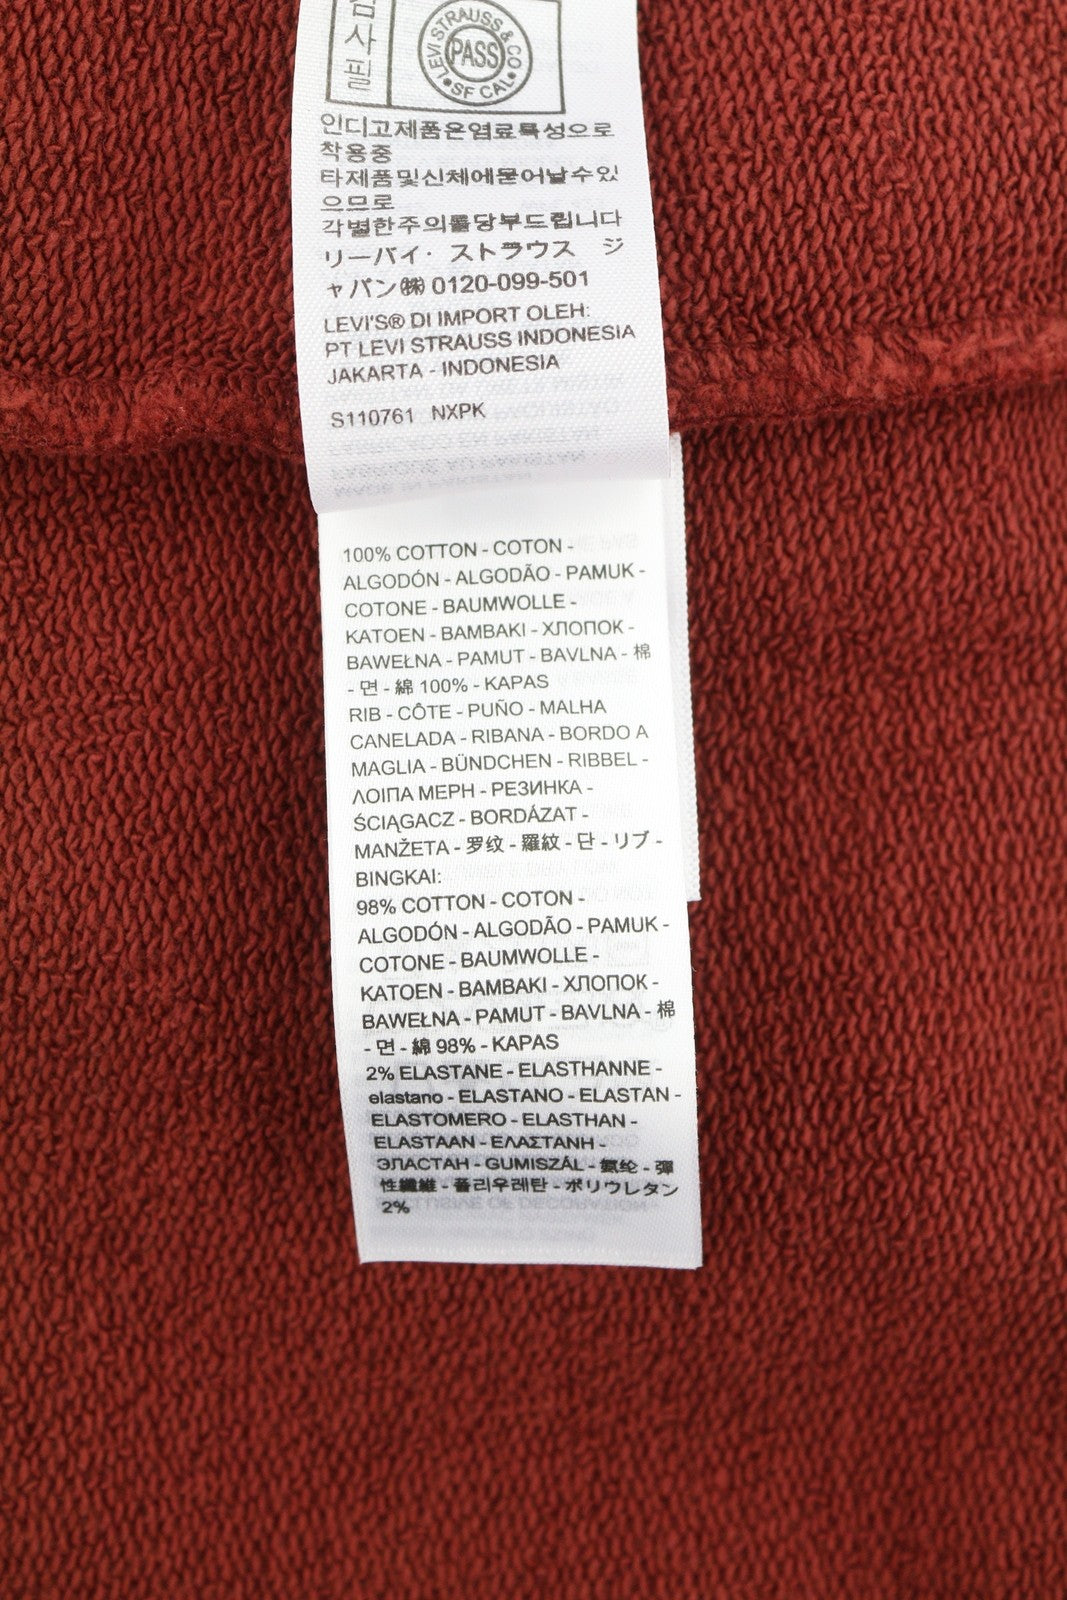 검사필
LEVI STRAUSS & CO
PASS
SF CAL
인디고제품은염료특성으로
착용중
타제품및신체에묻어날수있
으므로
각별한주의를당부드립니다
リーバイ・ストラウス ジ
ャパン㈱ 0120-099-501
LEVI'S® DI IMPORT OLEH:
PT LEVI STRAUSS INDONESIA
JAKARTA - INDONESIA
S110761 NXPK
100% COTTON - COTON -
ALGODÓN - ALGODÃO - PAMUK -
COTONE - BAUMWOLLE -
KATOEN - BAMBAKI - ХЛОПОК -
BAWEŁNA - PAMUT - BAVLNA - 棉
- 면 - 綿 100% - KAPAS
RIB - CÔTE - PUÑO - MALHA
CANELADA - RIBANA - BORDO A
MAGLIA - BÜNDCHEN - RIBBEL -
ΛΟΙΠΑ ΜΕΡΗ - РЕЗИНКА -
ŚCIĄGACZ - BORDÁZAT -
MANŽETA - 罗纹 - 羅紋 - 단 - リブ -
BINGKAI:
98% COTTON - COTON -
ALGODÓN - ALGODÃO - PAMUK -
COTONE - BAUMWOLLE -
KATOEN - BAMBAKI - ХЛОПОК -
BAWEŁNA - PAMUT - BAVLNA - 棉
- 면 - 綿 98% - KAPAS
2% ELASTANE - ELASTHANNE -
elastano - ELASTANO - ELASTAN -
ELASTOMERO - ELASTHAN -
ELASTAAN - ΕΛΑΣΤΑΝΗ -
ЭЛАСТАН - GUMISZÁL - 氨纶 - 彈
性纖維 - 폴리우레탄 - ポリウレタン
2%